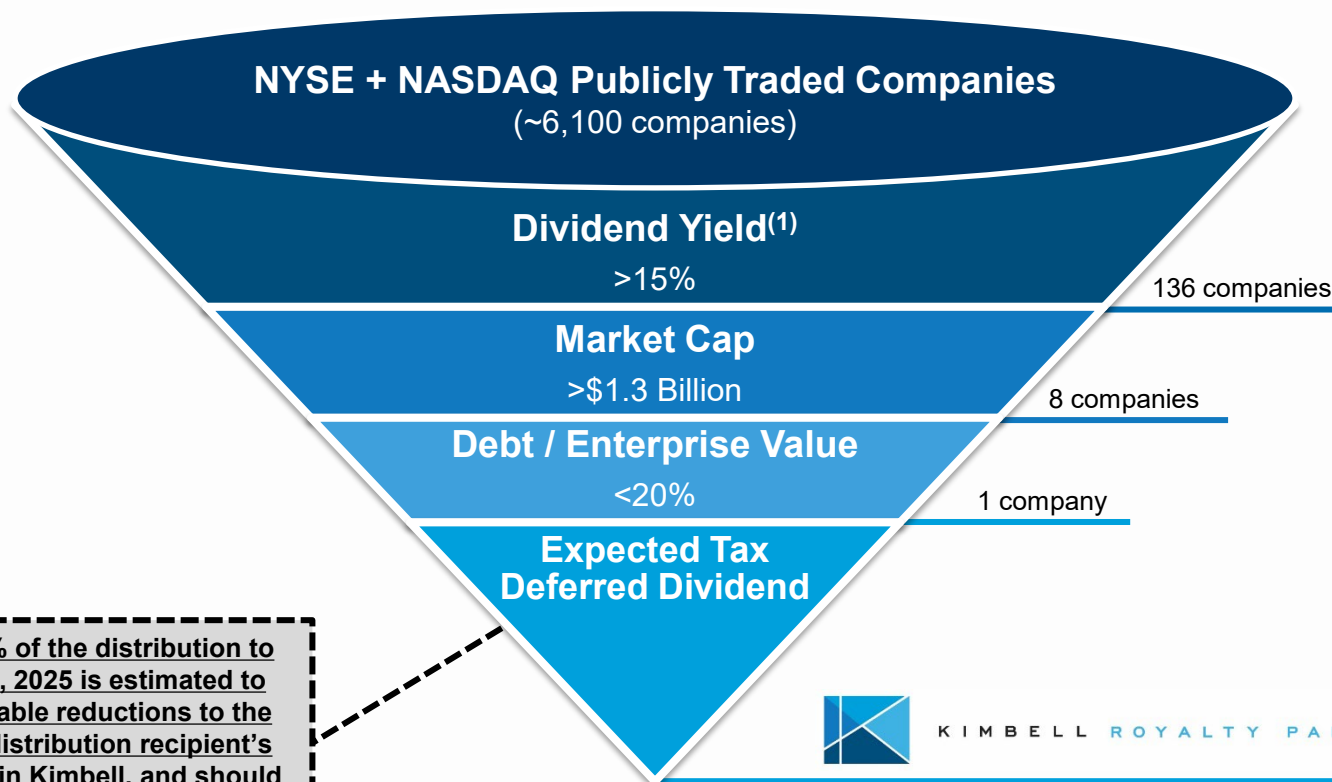 NYSE + NASDAQ Publicly Traded Companies
(~6,100 companies)
Dividend Yield(1)
>15%
136 companies
Market Cap
>$1.3 Billion
8 companies
Debt / Enterprise Value
<20%
1 company
Expected Tax
Deferred Dividend
% of the distribution to
, 2025 is estimated to
able reductions to the
distribution recipient's
in Kimbell, and should
KIMBELL ROYALTY